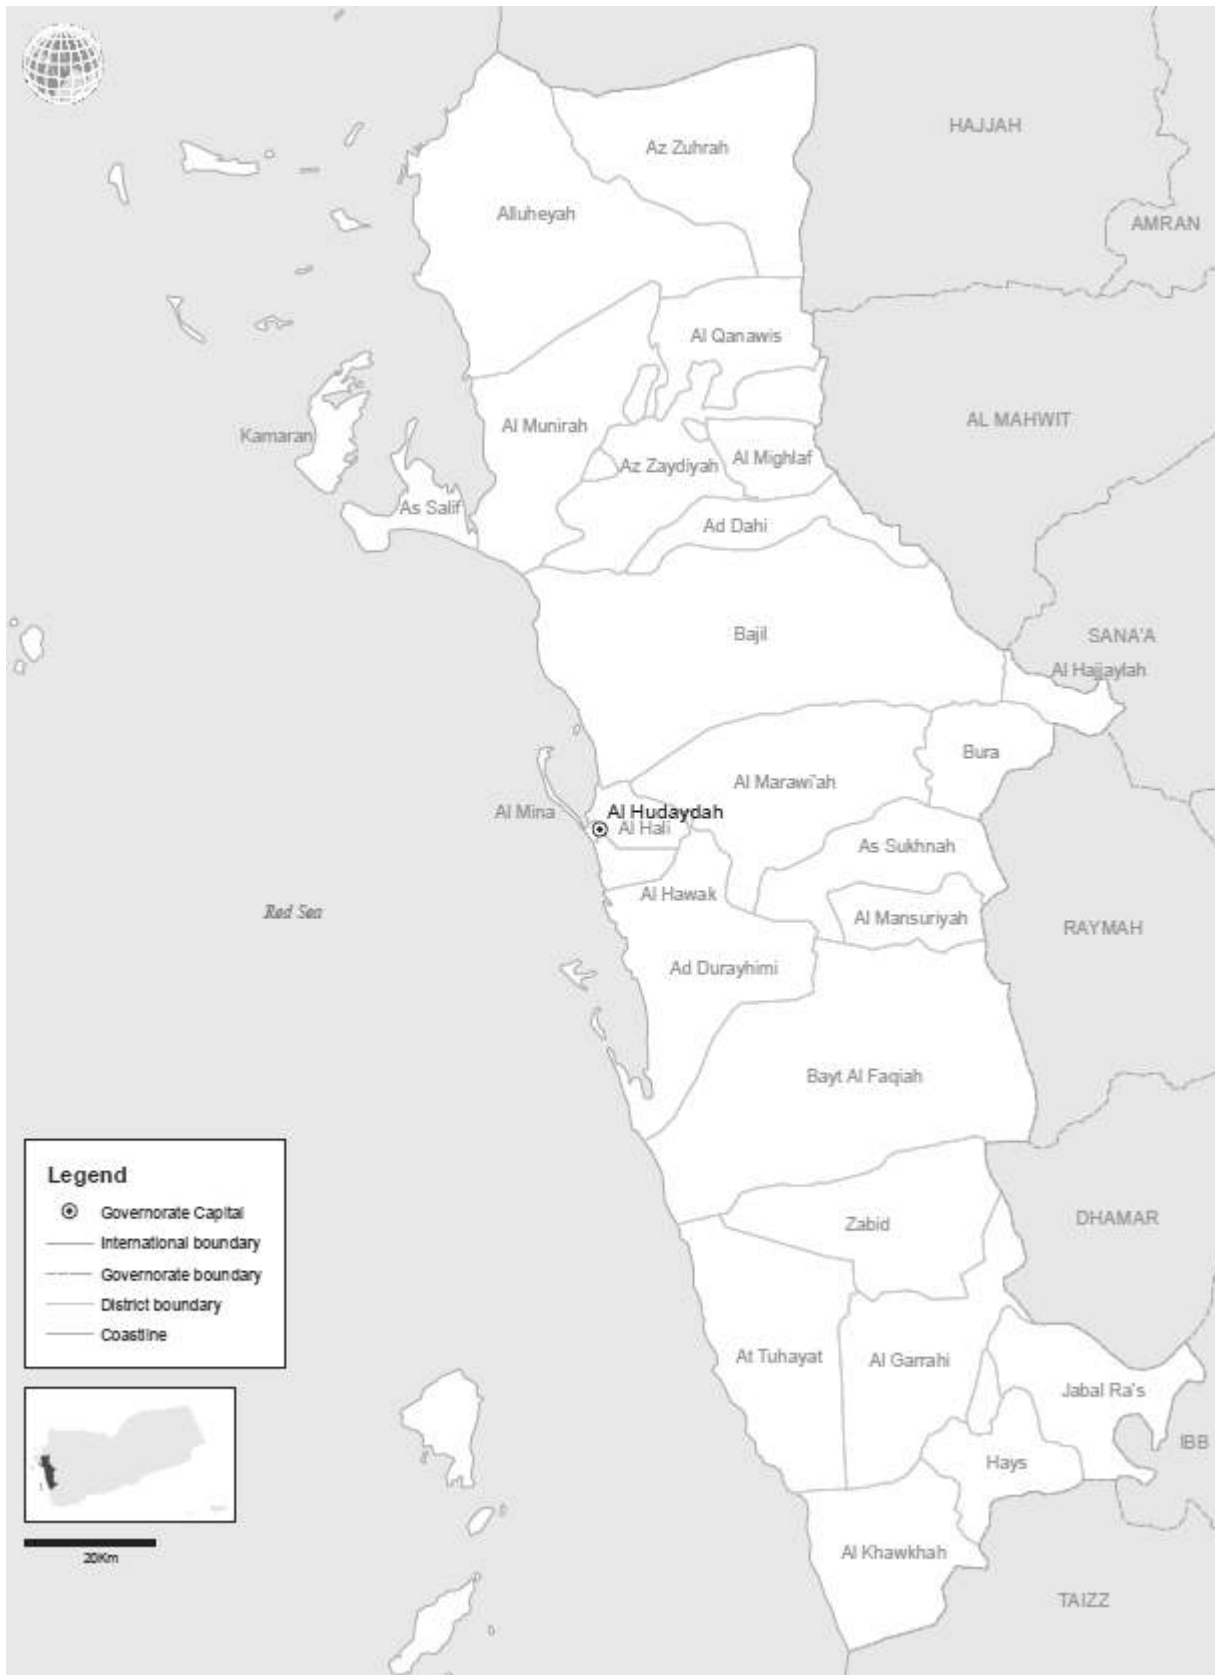 HAJJAH
Az Zuhrah
Alluheyah
AMRAN
Al Qanawis
AL MAHWIT
Al Munirah
Kamaran
Al Mighlaf
Az Zaydiyah
As Salif
Ad Dahi
Bajil
SANA'A
Al Hajjaylah
Bura
Al Marawi'ah
Al Mina
Al Hudaydah
Al Hali
As Sukhnah
Al Hawak
Red Sea
Al Mansuriyah
RAYMAH
Ad Durayhimi
Bayt Al Faqiah
Legend
Governorate Capital
International boundary
Governorate boundary
District boundary
Coastline
Zabid
DHAMAR
At Tuhayat
Al Garrahi
Jabal Ra's
IBB
Hays
20Km
Al Khawkhah
TAIZZ